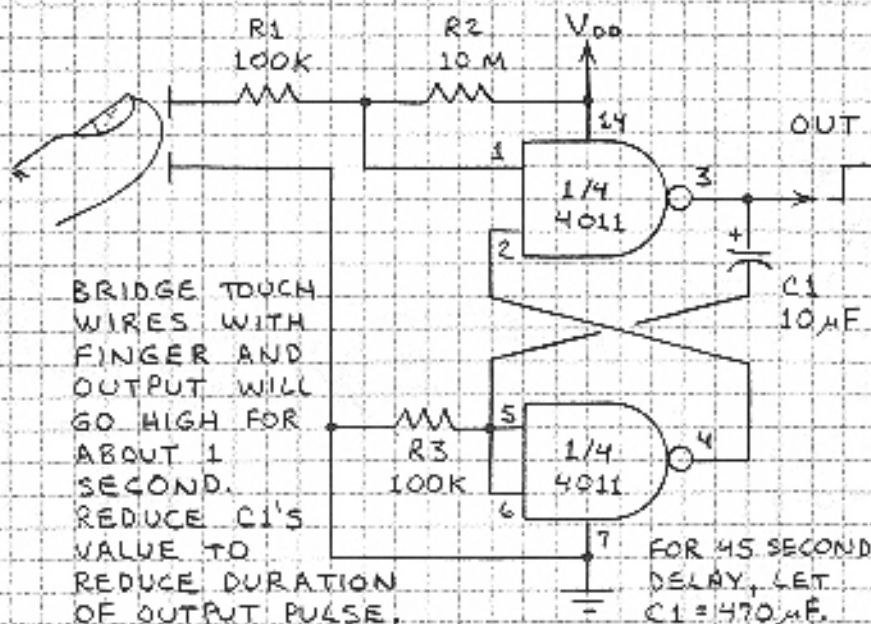 R1
100K
R2
10M
VDD
14
OUT
1
1/4
4011
3
2
+
C1
10µF
BRIDGE TOUCH
WIRES WITH
FINGER AND
OUTPUT WILL
GO HIGH FOR
ABOUT 1
SECOND.
REDUCE C1'S
VALUE TO
REDUCE DURATION
OF OUTPUT PULSE.
R3
100K
5
1/4
4011
4
6
7
FOR 45 SECOND
DELAY, LET
C1=470µF.